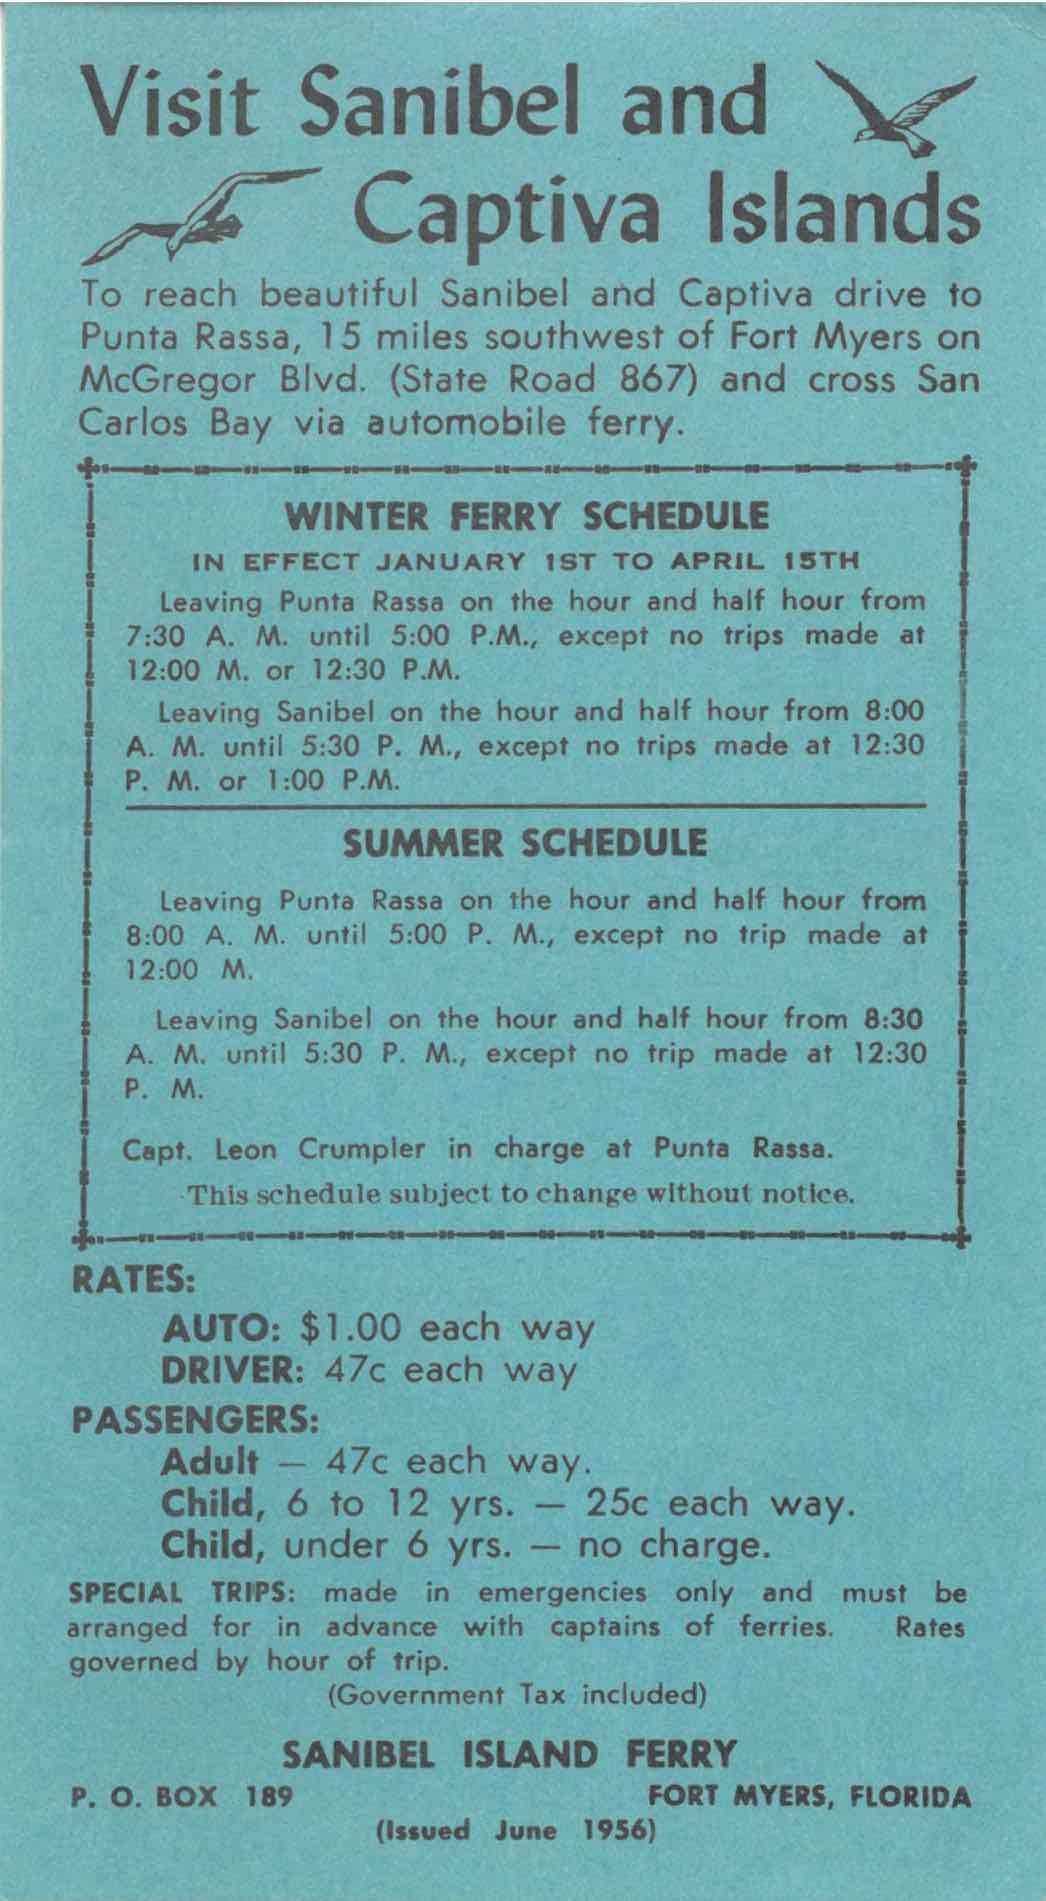 Visit Sanibel and
Captiva Islands
To reach beautiful Sanibel and Captiva drive to
Punta Rassa, 15 miles southwest of Fort Myers on
McGregor Blvd. (State Road 867) and cross San
Carlos Bay via automobile ferry.
WINTER FERRY SCHEDULE
IN EFFECT JANUARY 1ST TO APRIL 15TH
Leaving Punta Rassa on the hour and half hour from
7:30 A. M. until 5:00 P.M., except no trips made at
12:00 M. or 12:30 P.M.
Leaving Sanibel on the hour and half hour from 8:00
A. M. until 5:30 P. M., except no trips made at 12:30
P. M. or 1:00 P.M.
SUMMER SCHEDULE
Leaving Punta Rassa on the hour and half hour from
8:00 A. M. until 5:00 P. M., except no trip made at
12:00 M.
Leaving Sanibel on the hour and half hour from 8:30
A. M. until 5:30 P. M., except no trip made at 12:30
P. M.
Capt. Leon Crumpler in charge at Punta Rassa.
This schedule subject to change without notice.
RATES:
AUTO: $1.00 each way
DRIVER: 47c each way
PASSENGERS:
Adult — 47c each way.
Child, 6 to 12 yrs. — 25c each way.
Child, under 6 yrs. — no charge.
SPECIAL TRIPS: made in emergencies only and must be
arranged for in advance with captains of ferries. Rates
governed by hour of trip.
(Government Tax included)
SANIBEL ISLAND FERRY
P. O. BOX 189 FORT MYERS, FLORIDA
(Issued June 1956)